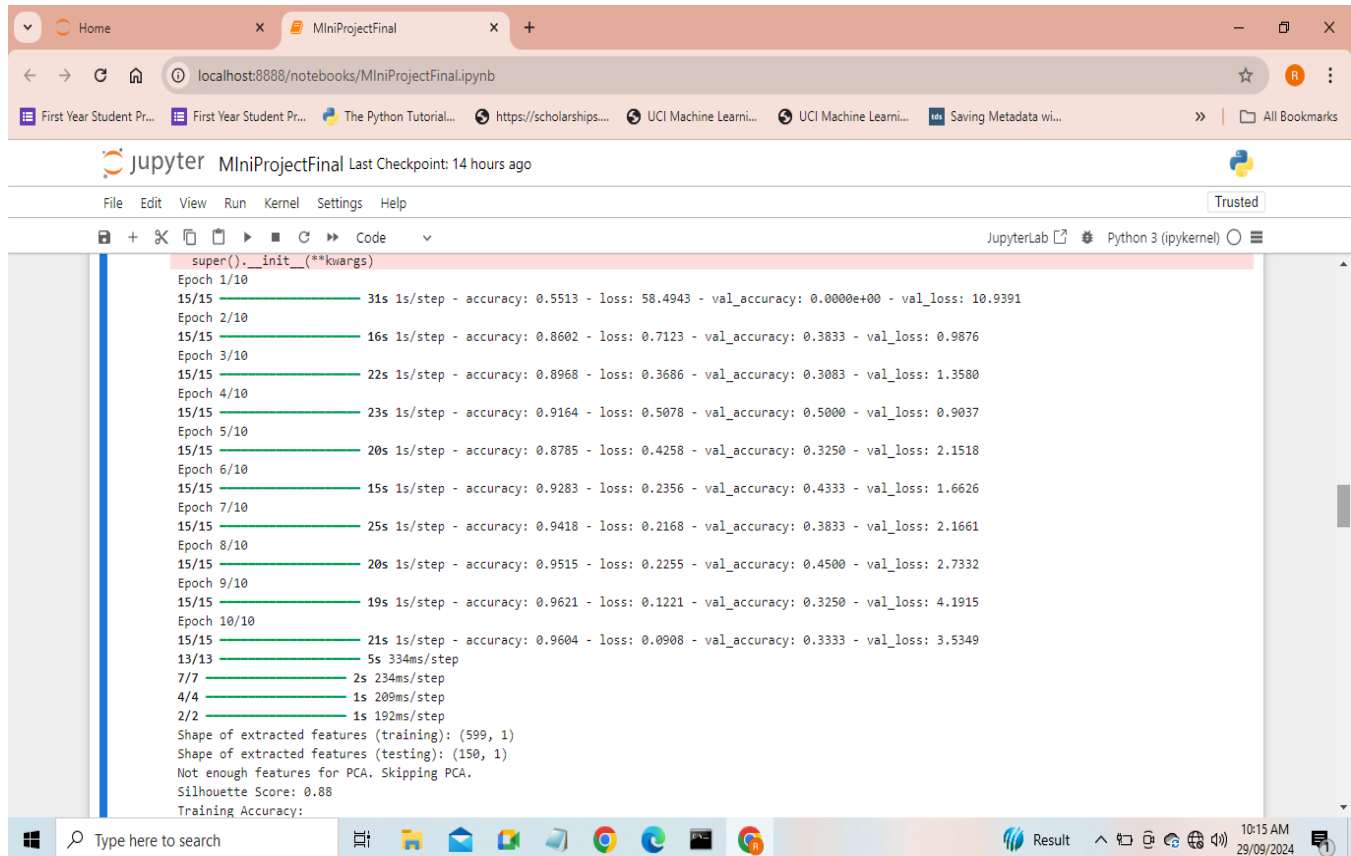 Home
MIniProjectFinal
localhost:8888/notebooks/MIniProjectFinal.ipynb
R
First Year Student Pr... First Year Student Pr... The Python Tutorial... https://scholarships.... UCI Machine Learni... UCI Machine Learni... tds Saving Metadata wi... » All Bookmarks
jupyter MIniProjectFinal Last Checkpoint: 14 hours ago
File Edit View Run Kernel Settings Help Trusted
Code JupyterLab Python 3 (ipykernel)
super().__init__(**kwargs)
Epoch 1/10
15/15 31s 1s/step - accuracy: 0.5513 - loss: 58.4943 - val_accuracy: 0.0000e+00 - val_loss: 10.9391
Epoch 2/10
15/15 16s 1s/step - accuracy: 0.8602 - loss: 0.7123 - val_accuracy: 0.3833 - val_loss: 0.9876
Epoch 3/10
15/15 22s 1s/step - accuracy: 0.8968 - loss: 0.3686 - val_accuracy: 0.3083 - val_loss: 1.3580
Epoch 4/10
15/15 23s 1s/step - accuracy: 0.9164 - loss: 0.5078 - val_accuracy: 0.5000 - val_loss: 0.9037
Epoch 5/10
15/15 20s 1s/step - accuracy: 0.8785 - loss: 0.4258 - val_accuracy: 0.3250 - val_loss: 2.1518
Epoch 6/10
15/15 15s 1s/step - accuracy: 0.9283 - loss: 0.2356 - val_accuracy: 0.4333 - val_loss: 1.6626
Epoch 7/10
15/15 25s 1s/step - accuracy: 0.9418 - loss: 0.2168 - val_accuracy: 0.3833 - val_loss: 2.1661
Epoch 8/10
15/15 20s 1s/step - accuracy: 0.9515 - loss: 0.2255 - val_accuracy: 0.4500 - val_loss: 2.7332
Epoch 9/10
15/15 19s 1s/step - accuracy: 0.9621 - loss: 0.1221 - val_accuracy: 0.3250 - val_loss: 4.1915
Epoch 10/10
15/15 21s 1s/step - accuracy: 0.9604 - loss: 0.0908 - val_accuracy: 0.3333 - val_loss: 3.5349
13/13 5s 334ms/step
7/7 2s 234ms/step
4/4 1s 209ms/step
2/2 1s 192ms/step
Shape of extracted features (training): (599, 1)
Shape of extracted features (testing): (150, 1)
Not enough features for PCA. Skipping PCA.
Silhouette Score: 0.88
Training Accuracy:
Type here to search
Result
10:15 AM
29/09/2024
1